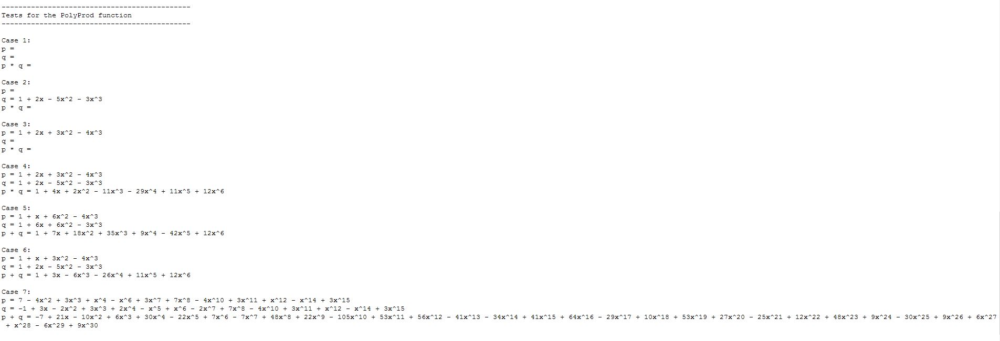 ---------------------------------------------
Tests for the PolyProd function
---------------------------------------------
Case 1:
p =
q =
p * q =
Case 2:
p =
q = 1 + 2x - 5x^2 - 3x^3
p * q =
Case 3:
p = 1 + 2x + 3x^2 - 4x^3
q =
p * q =
Case 4:
p = 1 + 2x + 3x^2 - 4x^3
q = 1 + 2x - 5x^2 - 3x^3
p * q = 1 + 4x + 2x^2 - 11x^3 - 29x^4 + 11x^5 + 12x^6
Case 5:
p = 1 + x + 6x^2 - 4x^3
q = 1 + 6x + 6x^2 - 3x^3
p + q = 1 + 7x + 18x^2 + 35x^3 + 9x^4 - 42x^5 + 12x^6
Case 6:
p = 1 + x + 3x^2 - 4x^3
q = 1 + 2x - 5x^2 - 3x^3
p + q = 1 + 3x - 6x^3 - 26x^4 + 11x^5 + 12x^6
Case 7:
p = 7 - 4x^2 + 3x^3 + x^4 - x^6 + 3x^7 + 7x^8 - 4x^10 + 3x^11 + x^12 - x^14 + 3x^15
q = -1 + 3x - 2x^2 + 3x^3 + 2x^4 - x^5 + x^6 - 2x^7 + 7x^8 - 4x^10 + 3x^11 + x^12 - x^14 + 3x^15
p + q = -7 + 21x - 10x^2 + 6x^3 + 30x^4 - 22x^5 + 7x^6 - 7x^7 + 48x^8 + 22x^9 - 105x^10 + 53x^11 + 56x^12 - 41x^13 - 34x^14 + 41x^15 + 64x^16 - 29x^17 + 10x^18 + 53x^19 + 27x^20 - 25x^21 + 12x^22 + 48x^23 + 9x^24 - 30x^25 + 9x^26 + 6x^27
+ x^28 - 6x^29 + 9x^30